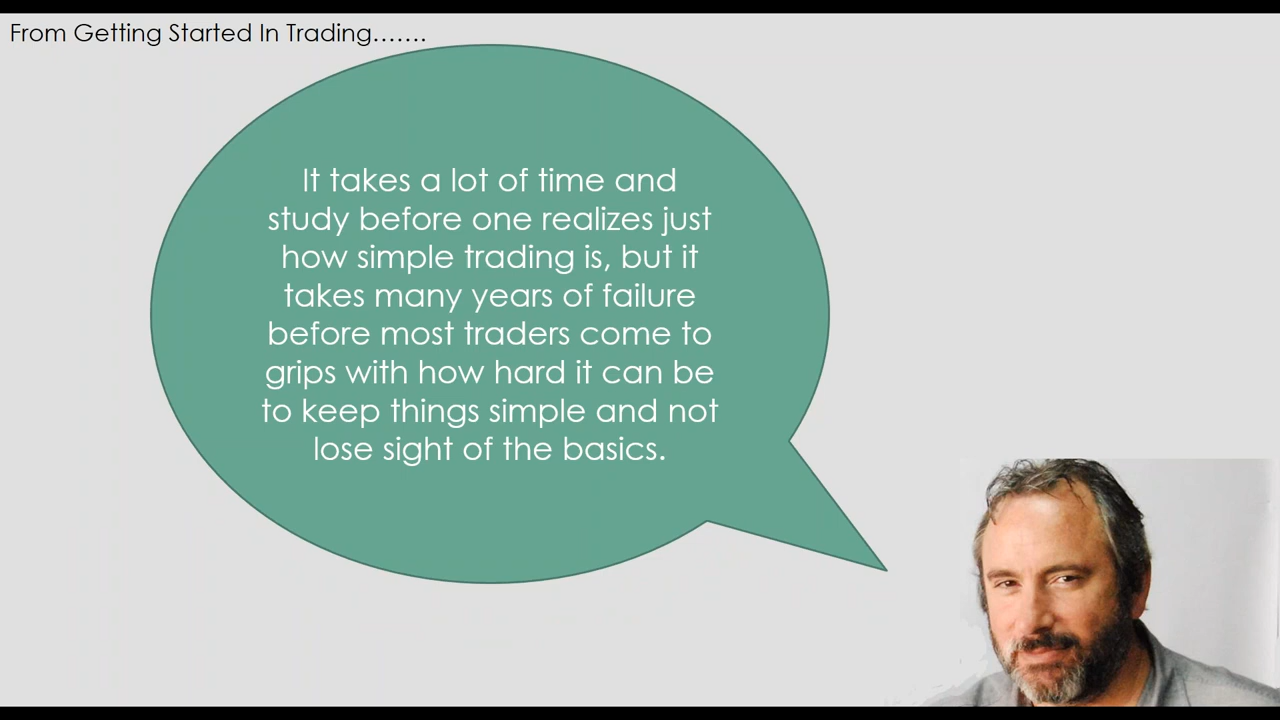 From Getting Started In Trading.......
It takes a lot of time and
study before one realizes just
how simple trading is, but it
takes many years of failure
before most traders come to
grips with how hard it can be
to keep things simple and not
lose sight of the basics.